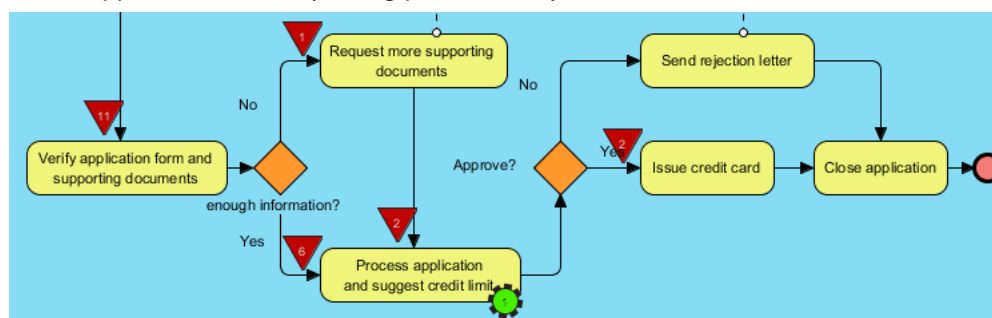 1
Request more supporting
documents
Send rejection letter
No
No
11
Verify application form and
supporting documents
Approve?
2
Yes
Issue credit card
Close application
enough information?
Yes
6
2
Process application
and suggest credit limit
1